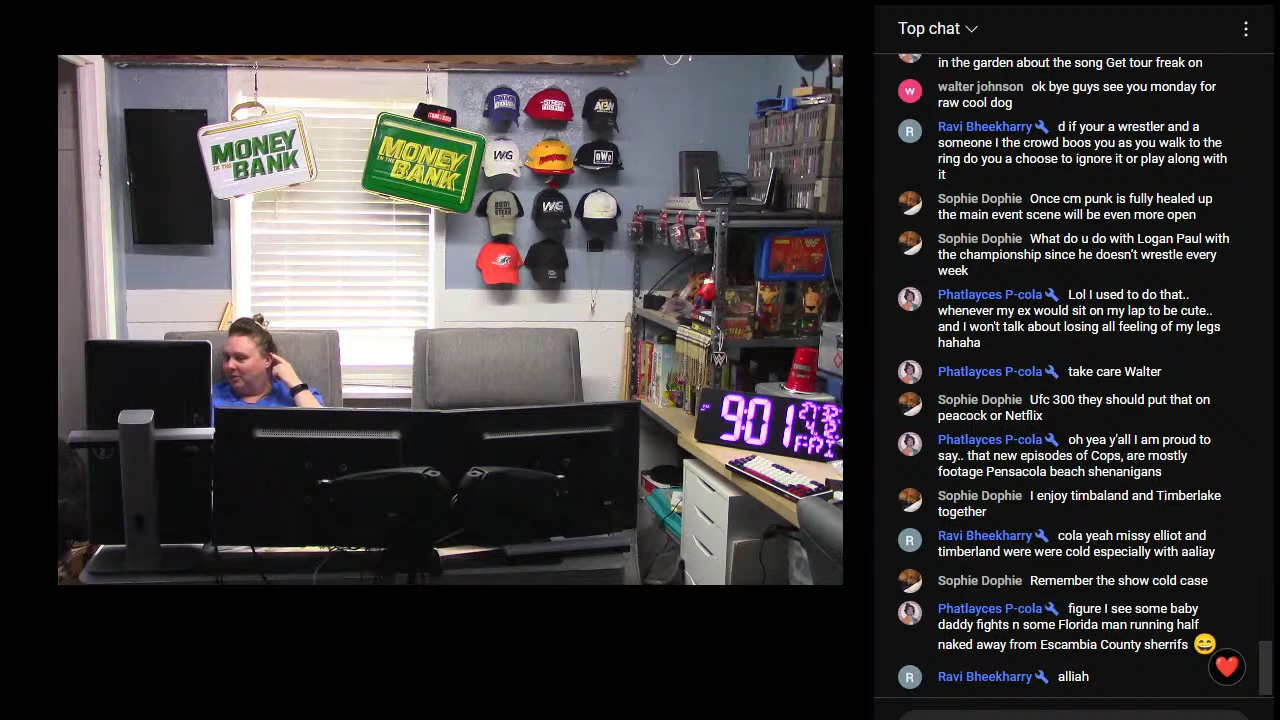 MONEY
IN THE
BANK
MONEY
IN THE
BANK
WG
WG
nWo
BODY
9:01
FRI
Top chat
in the garden about the song Get tour freak on
W
walter johnson ok bye guys see you monday for
raw cool dog
R
Ravi Bheekharry d if your a wrestler and a
someone I the crowd boos you as you walk to the
ring do you a choose to ignore it or play along with
it
Sophie Dophie Once cm punk is fully healed up
the main event scene will be even more open
Sophie Dophie What do u do with Logan Paul with
the championship since he doesn't wrestle every
week
Phatlayces P-cola Lol I used to do that..
whenever my ex would sit on my lap to be cute..
and I won't talk about losing all feeling of my legs
hahaha
Phatlayces P-cola take care Walter
Sophie Dophie Ufc 300 they should put that on
peacock or Netflix
Phatlayces P-cola oh yea y'all I am proud to
say.. that new episodes of Cops, are mostly
footage Pensacola beach shenanigans
Sophie Dophie I enjoy timbaland and Timberlake
together
R
Ravi Bheekharry cola yeah missy elliot and
timberland were were cold especially with aaliay
Sophie Dophie Remember the show cold case
Phatlayces P-cola figure I see some baby
daddy fights n some Florida man running half
naked away from Escambia County sherrifs 😄
R
Ravi Bheekharry alliah